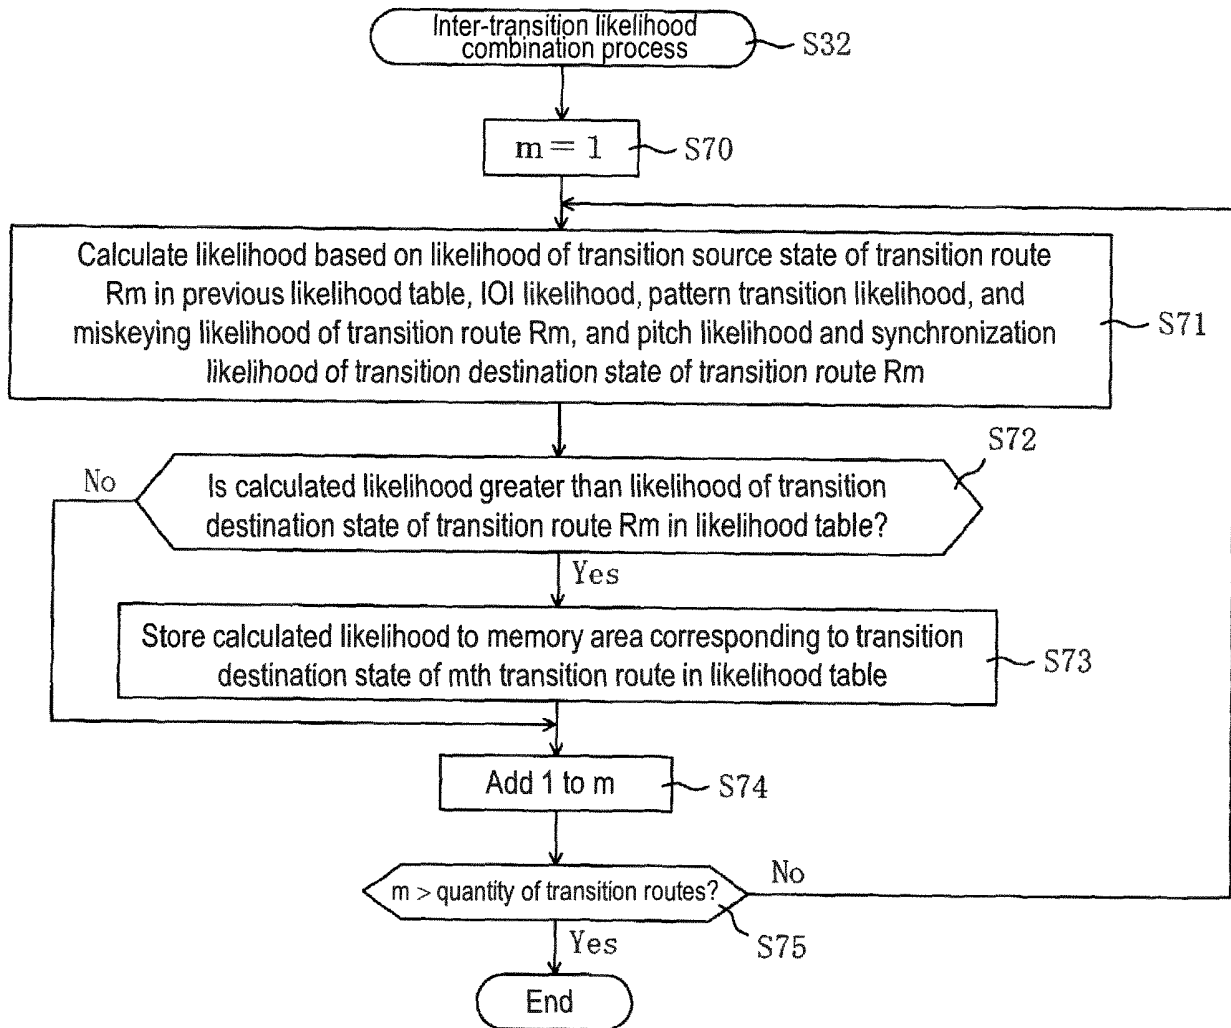 Inter-transition likelihood
combination process
S32
m = 1
S70
Calculate likelihood based on likelihood of transition source state of transition route
Rm in previous likelihood table, IOI likelihood, pattern transition likelihood, and
miskeying likelihood of transition route Rm, and pitch likelihood and synchronization
likelihood of transition destination state of transition route Rm
S71
S72
No
Is calculated likelihood greater than likelihood of transition
destination state of transition route Rm in likelihood table?
Yes
Store calculated likelihood to memory area corresponding to transition
destination state of mth transition route in likelihood table
S73
Add 1 to m
S74
m > quantity of transition routes?
No
S75
Yes
End